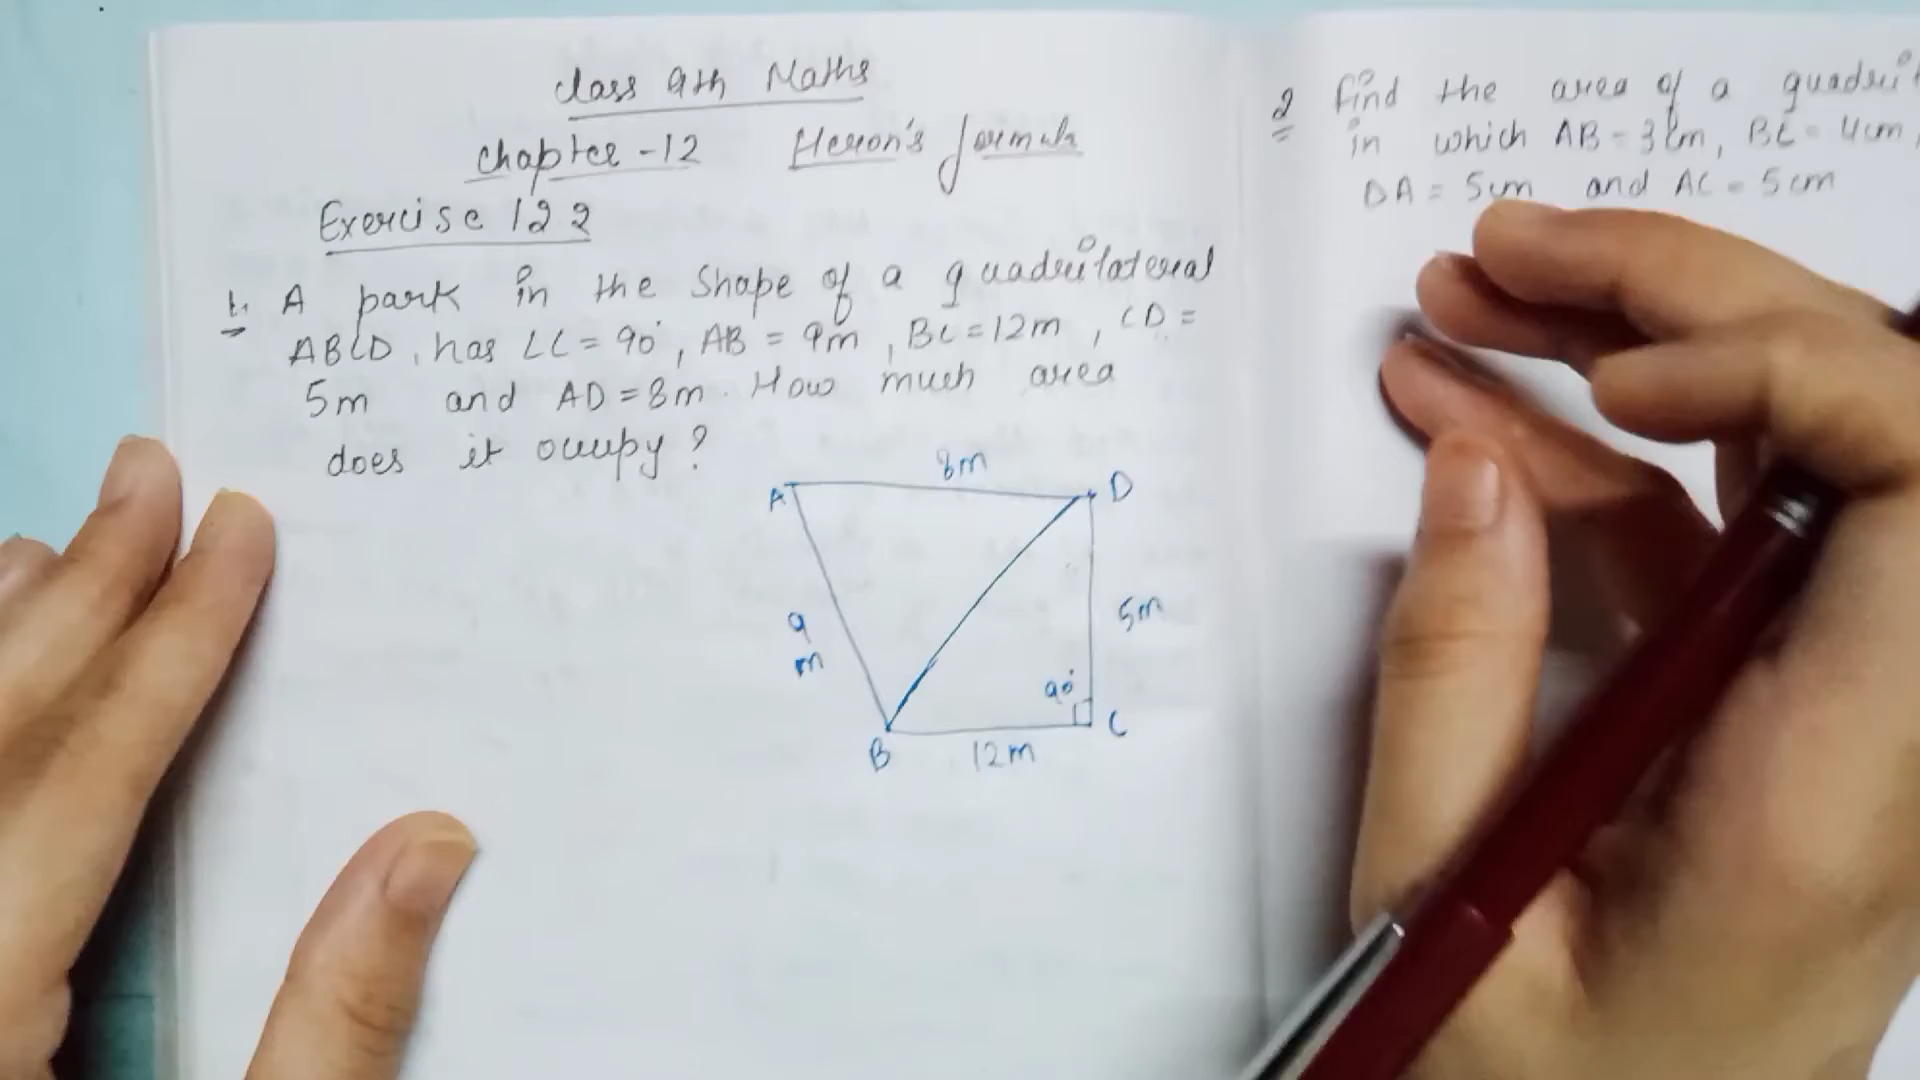 class 9th Maths
Chapter-12 Heron's formula
Exercise 12 2
1. A park in the shape of a quadrilateral
ABCD, has ∠C = 90°, AB = 9m, BC = 12m, CD =
5m and AD = 8m. How much area
does it occupy?
8m
A D
9
m
5m
90°
B C
12m
2 find the area of a
in which AB = 3cm, BC = 4cm,
DA = 5cm and AC = 5cm